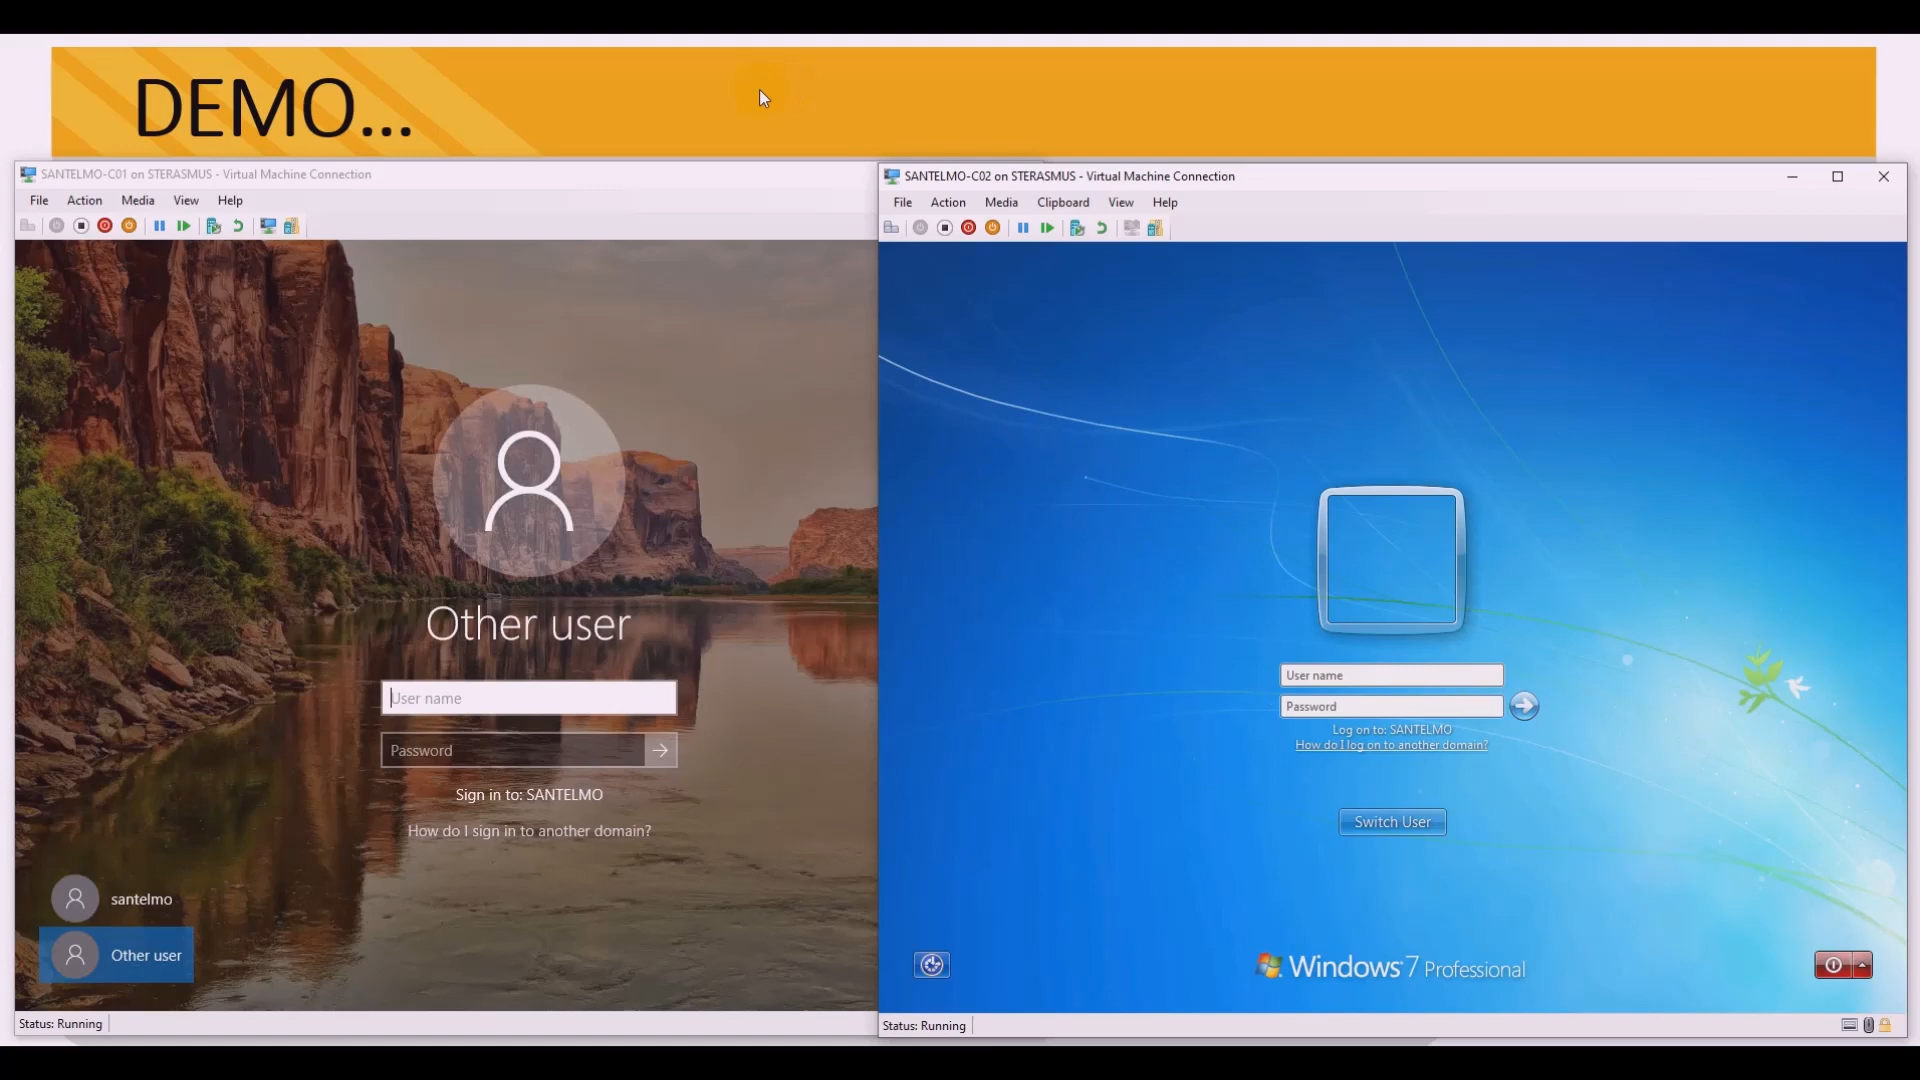 DEMO...
SANTELMO-C01 on STERASMUS - Virtual Machine Connection
File Action Media View Help
Other user
User name
Password
Sign in to: SANTELMO
How do I sign in to another domain?
santelmo
Other user
Status: Running
SANTELMO-C02 on STERASMUS - Virtual Machine Connection
File Action Media Clipboard View Help
User name
Password
Log on to: SANTELMO
How do I log on to another domain?
Switch User
Windows 7 Professional
Status: Running